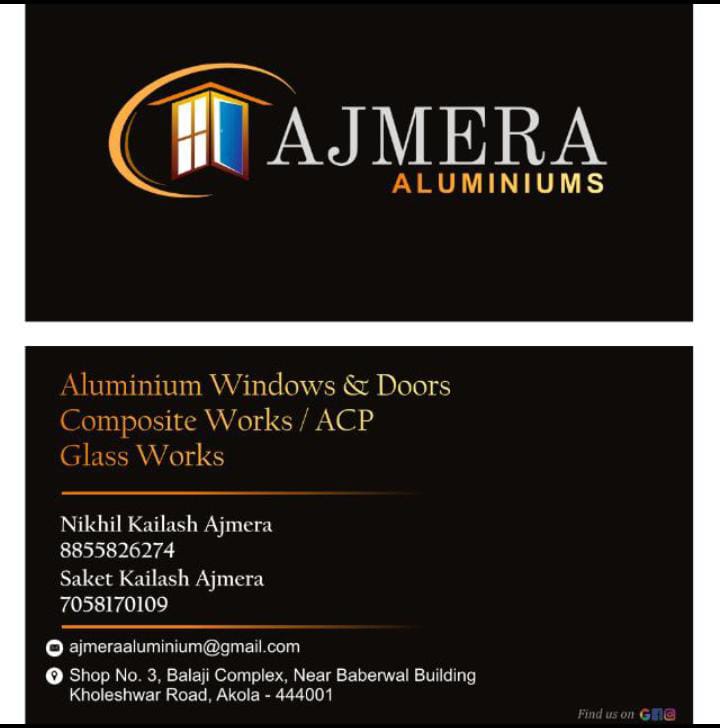 AJMERA
ALUMINIUMS
Aluminium Windows & Doors
Composite Works / ACP
Glass Works
Nikhil Kailash Ajmera
8855826274
Saket Kailash Ajmera
7058170109
ajmeraaluminium@gmail.com
Shop No. 3, Balaji Complex, Near Baberwal Building
Kholeshwar Road, Akola - 444001
Find us on